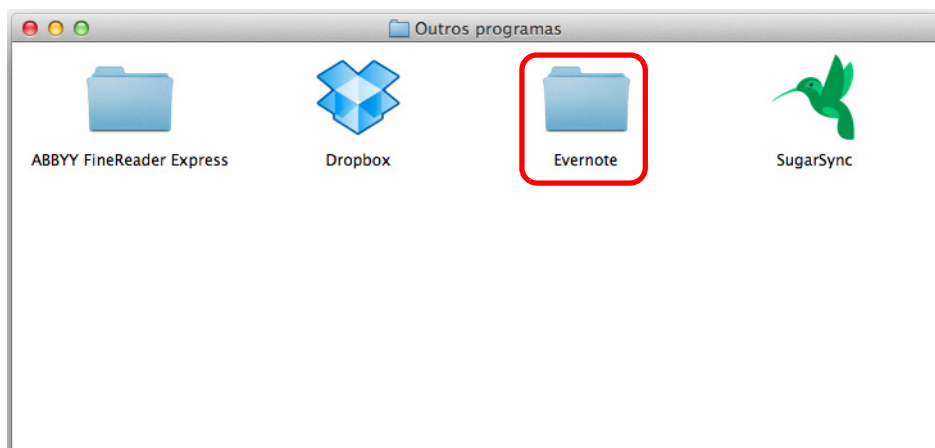 Outros programas
ABBYY FineReader Express
Dropbox
Evernote
SugarSync